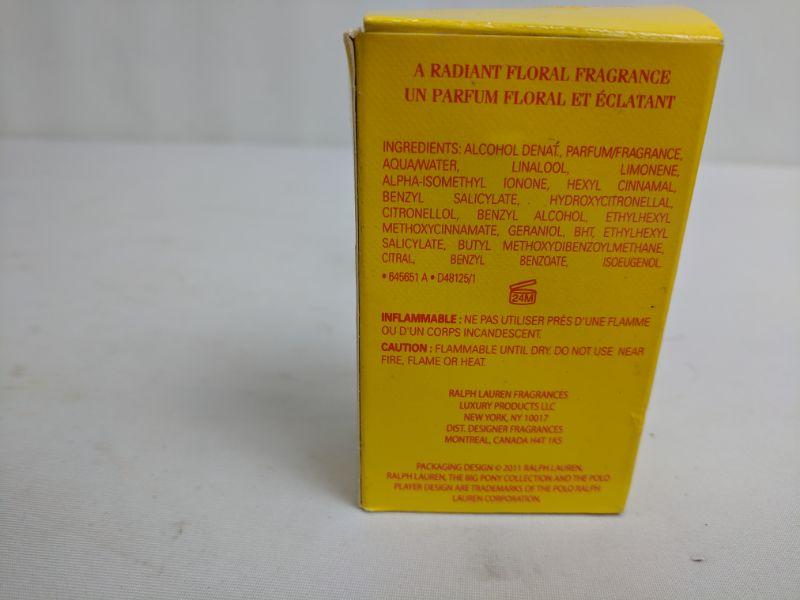 A RADIANT FLORAL FRAGRANCE
UN PARFUM FLORAL ET ÉCLATANT
INGREDIENTS: ALCOHOL DENAT., PARFUM/FRAGRANCE,
AQUA/WATER, LINALOOL, LIMONENE,
ALPHA-ISOMETHYL IONONE, HEXYL CINNAMAL,
BENZYL SALICYLATE, HYDROXYCITRONELLAL,
CITRONELLOL, BENZYL ALCOHOL, ETHYLHEXYL
METHOXYCINNAMATE, GERANIOL, BHT, ETHYLHEXYL
SALICYLATE, BUTYL METHOXYDIBENZOYLMETHANE,
CITRAL, BENZYL BENZOATE, ISOEUGENOL.
• 645651 A • D48125/1
24M
INFLAMMABLE : NE PAS UTILISER PRÈS D'UNE FLAMME
OU D'UN CORPS INCANDESCENT.
CAUTION : FLAMMABLE UNTIL DRY. DO NOT USE NEAR
FIRE, FLAME OR HEAT.
RALPH LAUREN FRAGRANCES
LUXURY PRODUCTS LLC
NEW YORK, NY 10017
DIST. DESIGNER FRAGRANCES
MONTREAL, CANADA H4T 1K5
PACKAGING DESIGN © 2011 RALPH LAUREN.
RALPH LAUREN, THE BIG PONY COLLECTION AND THE POLO
PLAYER DESIGN ARE TRADEMARKS OF THE POLO RALPH
LAUREN CORPORATION.